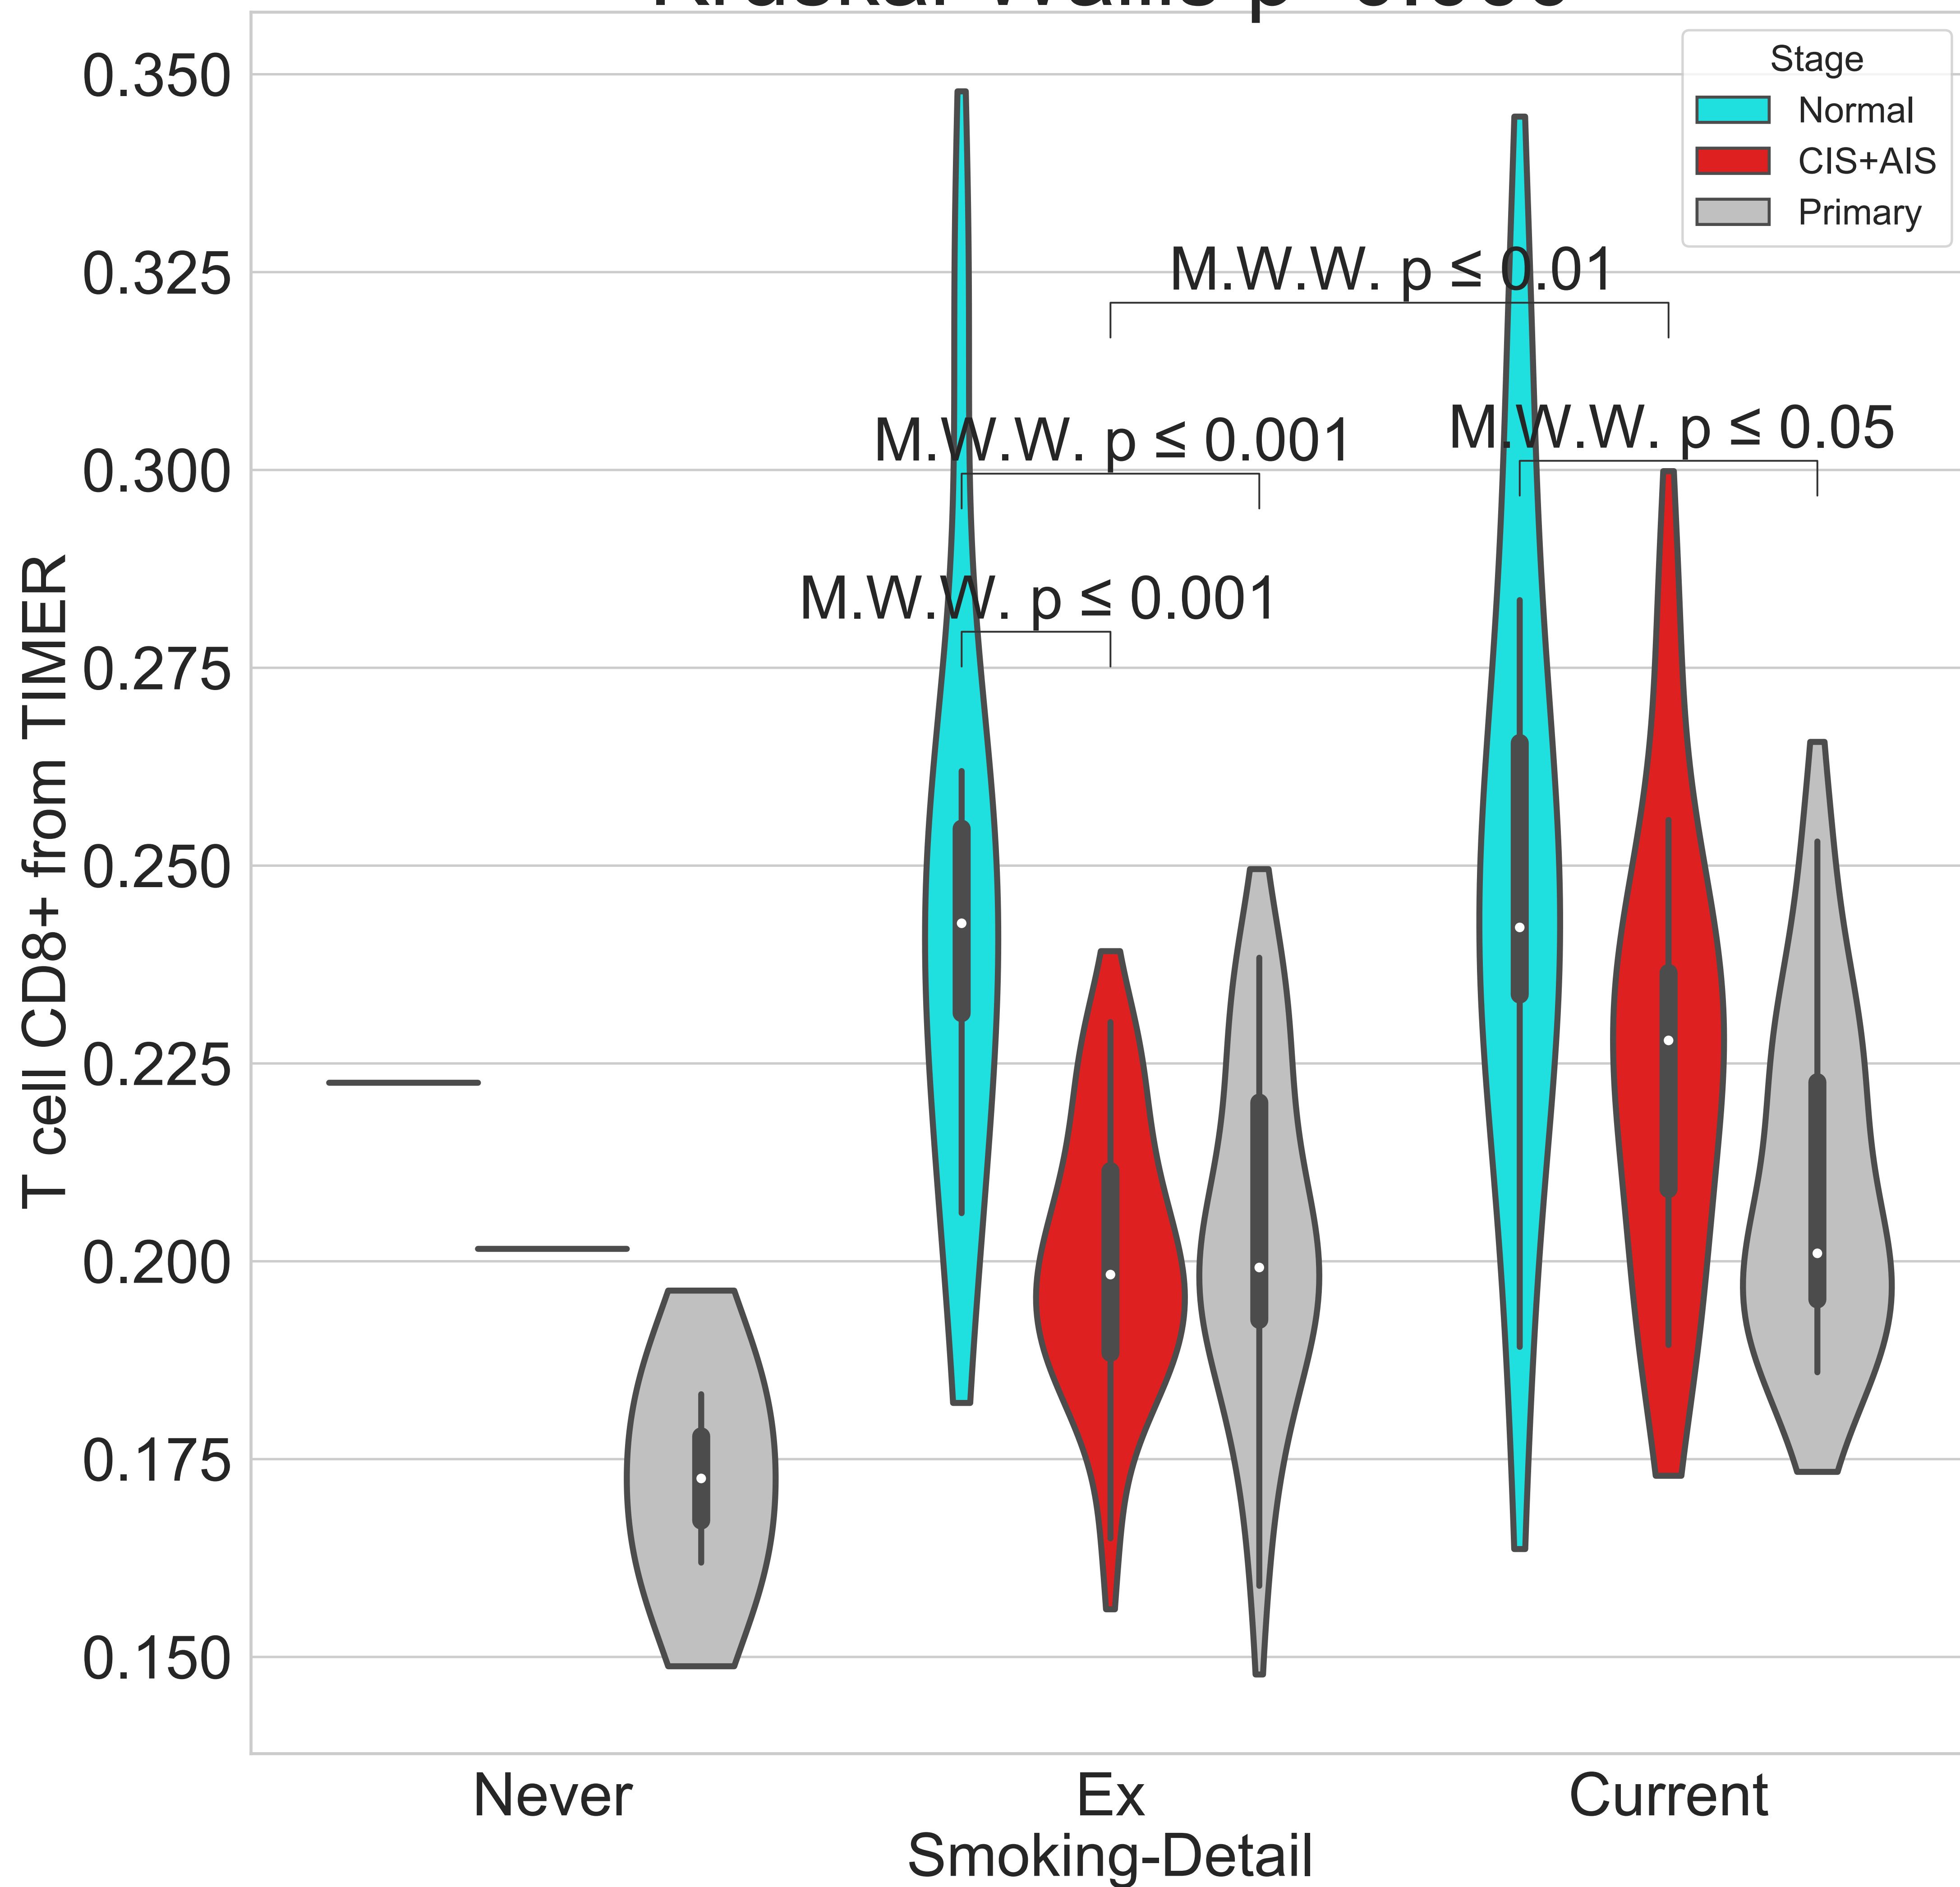 Stage
Normal
CIS+AIS
Primary
0.350
0.325
0.300
0.275
0.250
0.225
0.200
0.175
0.150
T cell CD8+ from TIMER
M.W.W. p ≤ 0.01
M.W.W. p ≤ 0.001
M.W.W. p ≤ 0.05
M.W.W. p ≤ 0.001
Never
Ex
Current
Smoking-Detail